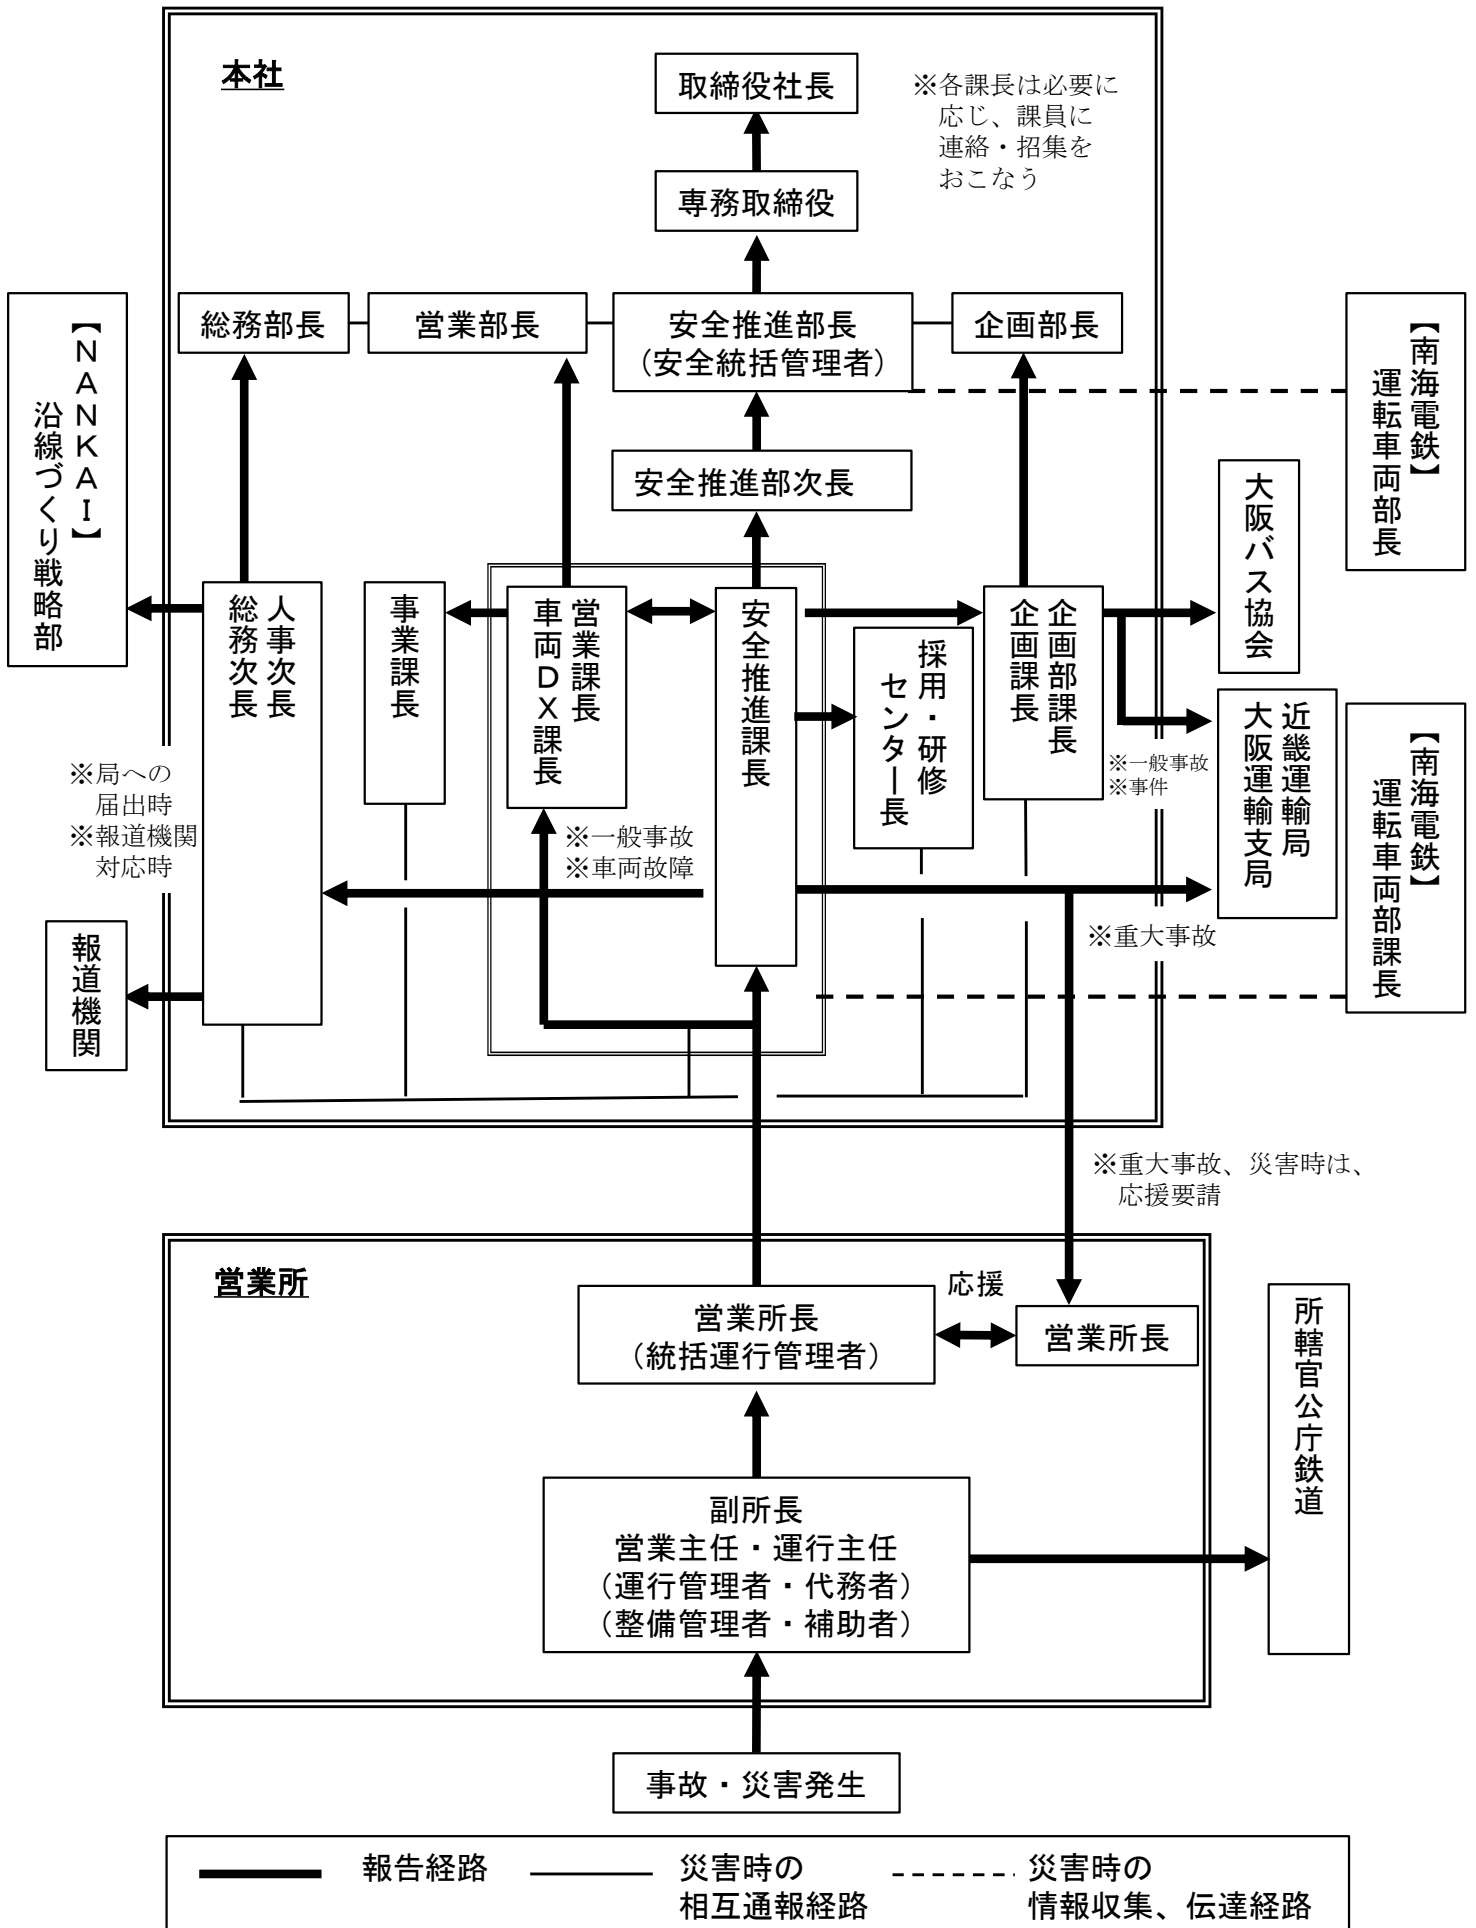 本社
取締役社長
※各課長は必要に
応じ、課員に
連絡・招集を
おこなう
専務取締役
総務部長
営業部長
安全推進部長
（安全統括管理者）
企画部長
【ＮＡＮＫＡＩ】
沿線づくり戦略部
【南海電鉄】
運転車両部長
安全推進部次長
大阪バス協会
人事次長
総務次長
事業課長
営業課長
車両ＤＸ課長
安全推進課長
採用・研修
センター長
企画部課長
企画課長
近畿運輸局
大阪運輸支局
【南海電鉄】
運転車両部課長
※局への
届出時
※報道機関
対応時
※一般事故
※車両故障
※一般事故
※事件
※重大事故
報道機関
※重大事故、災害時は、
応援要請
営業所
営業所長
（統括運行管理者）
応援
営業所長
所轄官公庁鉄道
副所長
営業主任・運行主任
（運行管理者・代務者）
（整備管理者・補助者）
事故・災害発生
報告経路
災害時の
相互通報経路
災害時の
情報収集、伝達経路